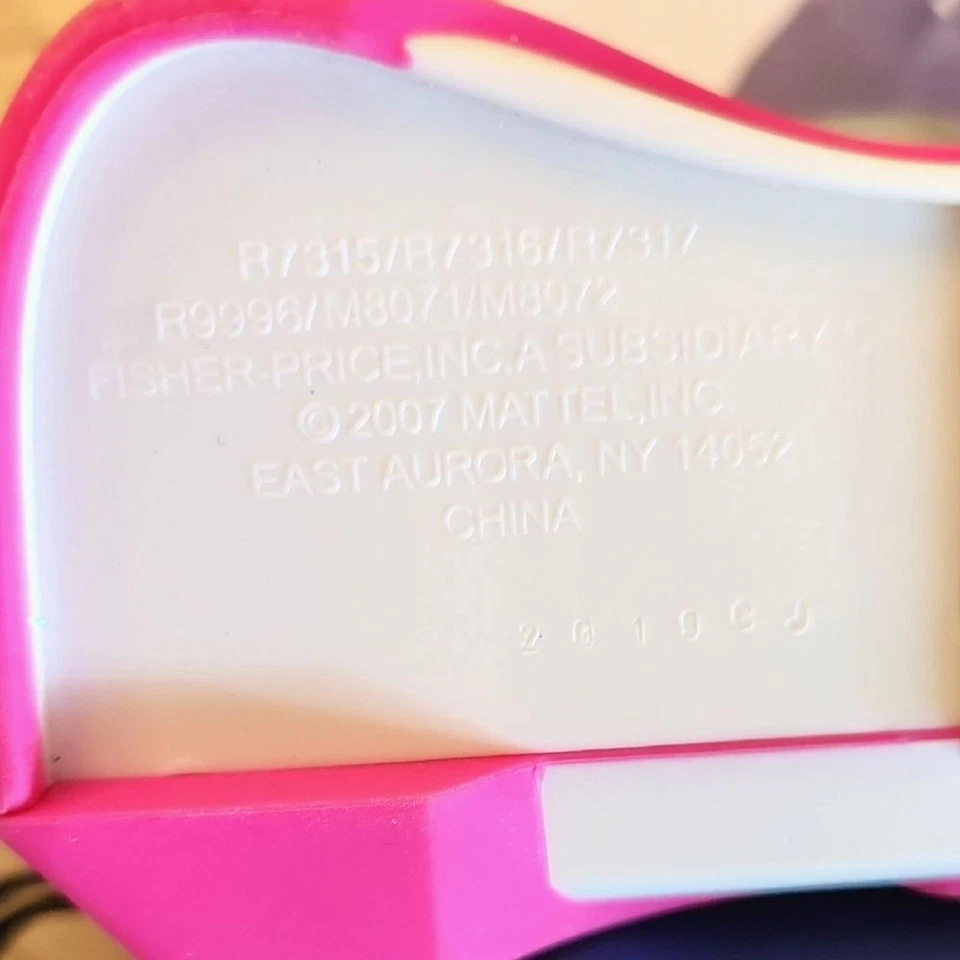 R7315/R7316/R7317
R9996/M8071/M8072
FISHER-PRICE,INC.A SUBSIDIARY
©2007 MATTEL,INC.
EAST AURORA, NY 14052
CHINA